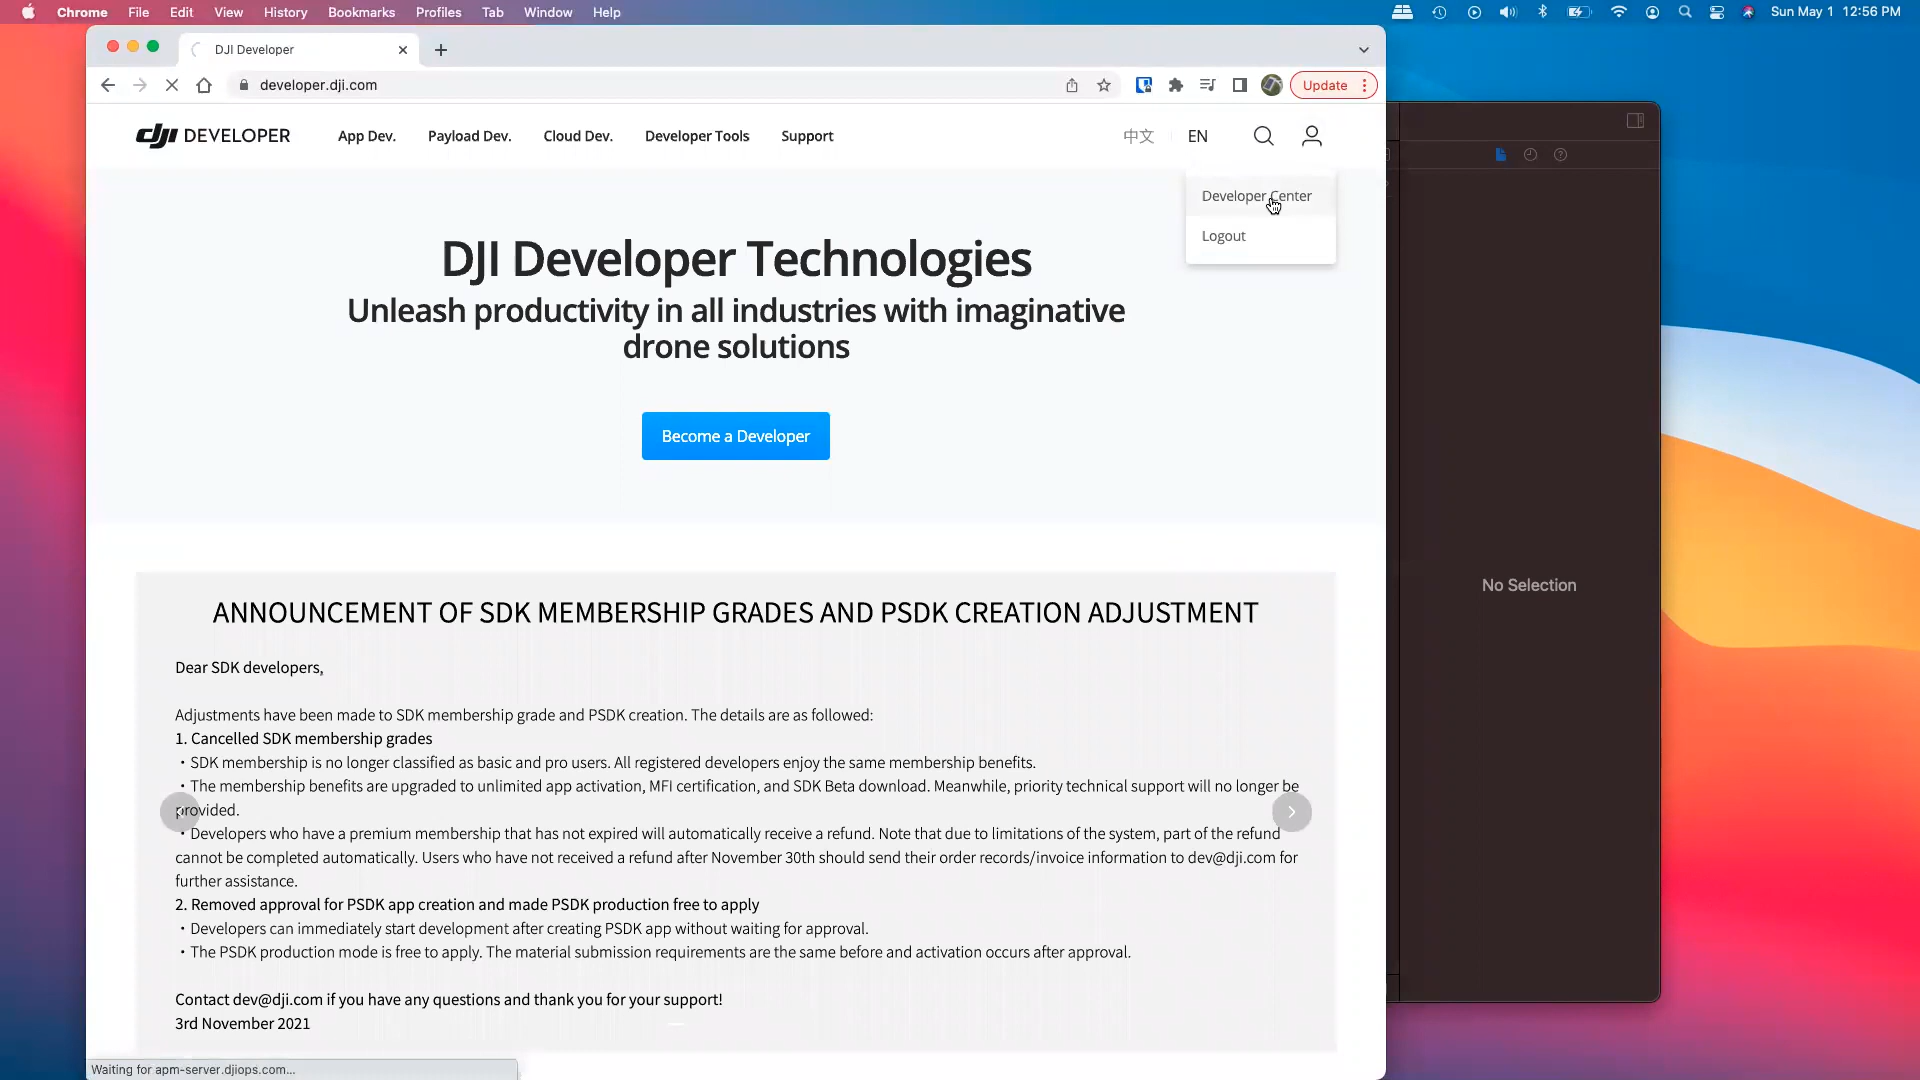 Chrome File Edit View History Bookmarks Profiles Tab Window Help
Sun May 1 12:56 PM
DJI Developer
developer.dji.com
Update
dji DEVELOPER
App Dev. Payload Dev. Cloud Dev. Developer Tools Support
中文 EN
Developer Center
Logout
DJI Developer Technologies
Unleash productivity in all industries with imaginative
drone solutions
Become a Developer
ANNOUNCEMENT OF SDK MEMBERSHIP GRADES AND PSDK CREATION ADJUSTMENT
Dear SDK developers,
Adjustments have been made to SDK membership grade and PSDK creation. The details are as followed:
1. Cancelled SDK membership grades
・SDK membership is no longer classified as basic and pro users. All registered developers enjoy the same membership benefits.
・The membership benefits are upgraded to unlimited app activation, MFI certification, and SDK Beta download. Meanwhile, priority technical support will no longer be
provided.
・Developers who have a premium membership that has not expired will automatically receive a refund. Note that due to limitations of the system, part of the refund
cannot be completed automatically. Users who have not received a refund after November 30th should send their order records/invoice information to dev@dji.com for
further assistance.
2. Removed approval for PSDK app creation and made PSDK production free to apply
・Developers can immediately start development after creating PSDK app without waiting for approval.
・The PSDK production mode is free to apply. The material submission requirements are the same before and activation occurs after approval.
Contact dev@dji.com if you have any questions and thank you for your support!
3rd November 2021
Waiting for apm-server.djiops.com...
No Selection